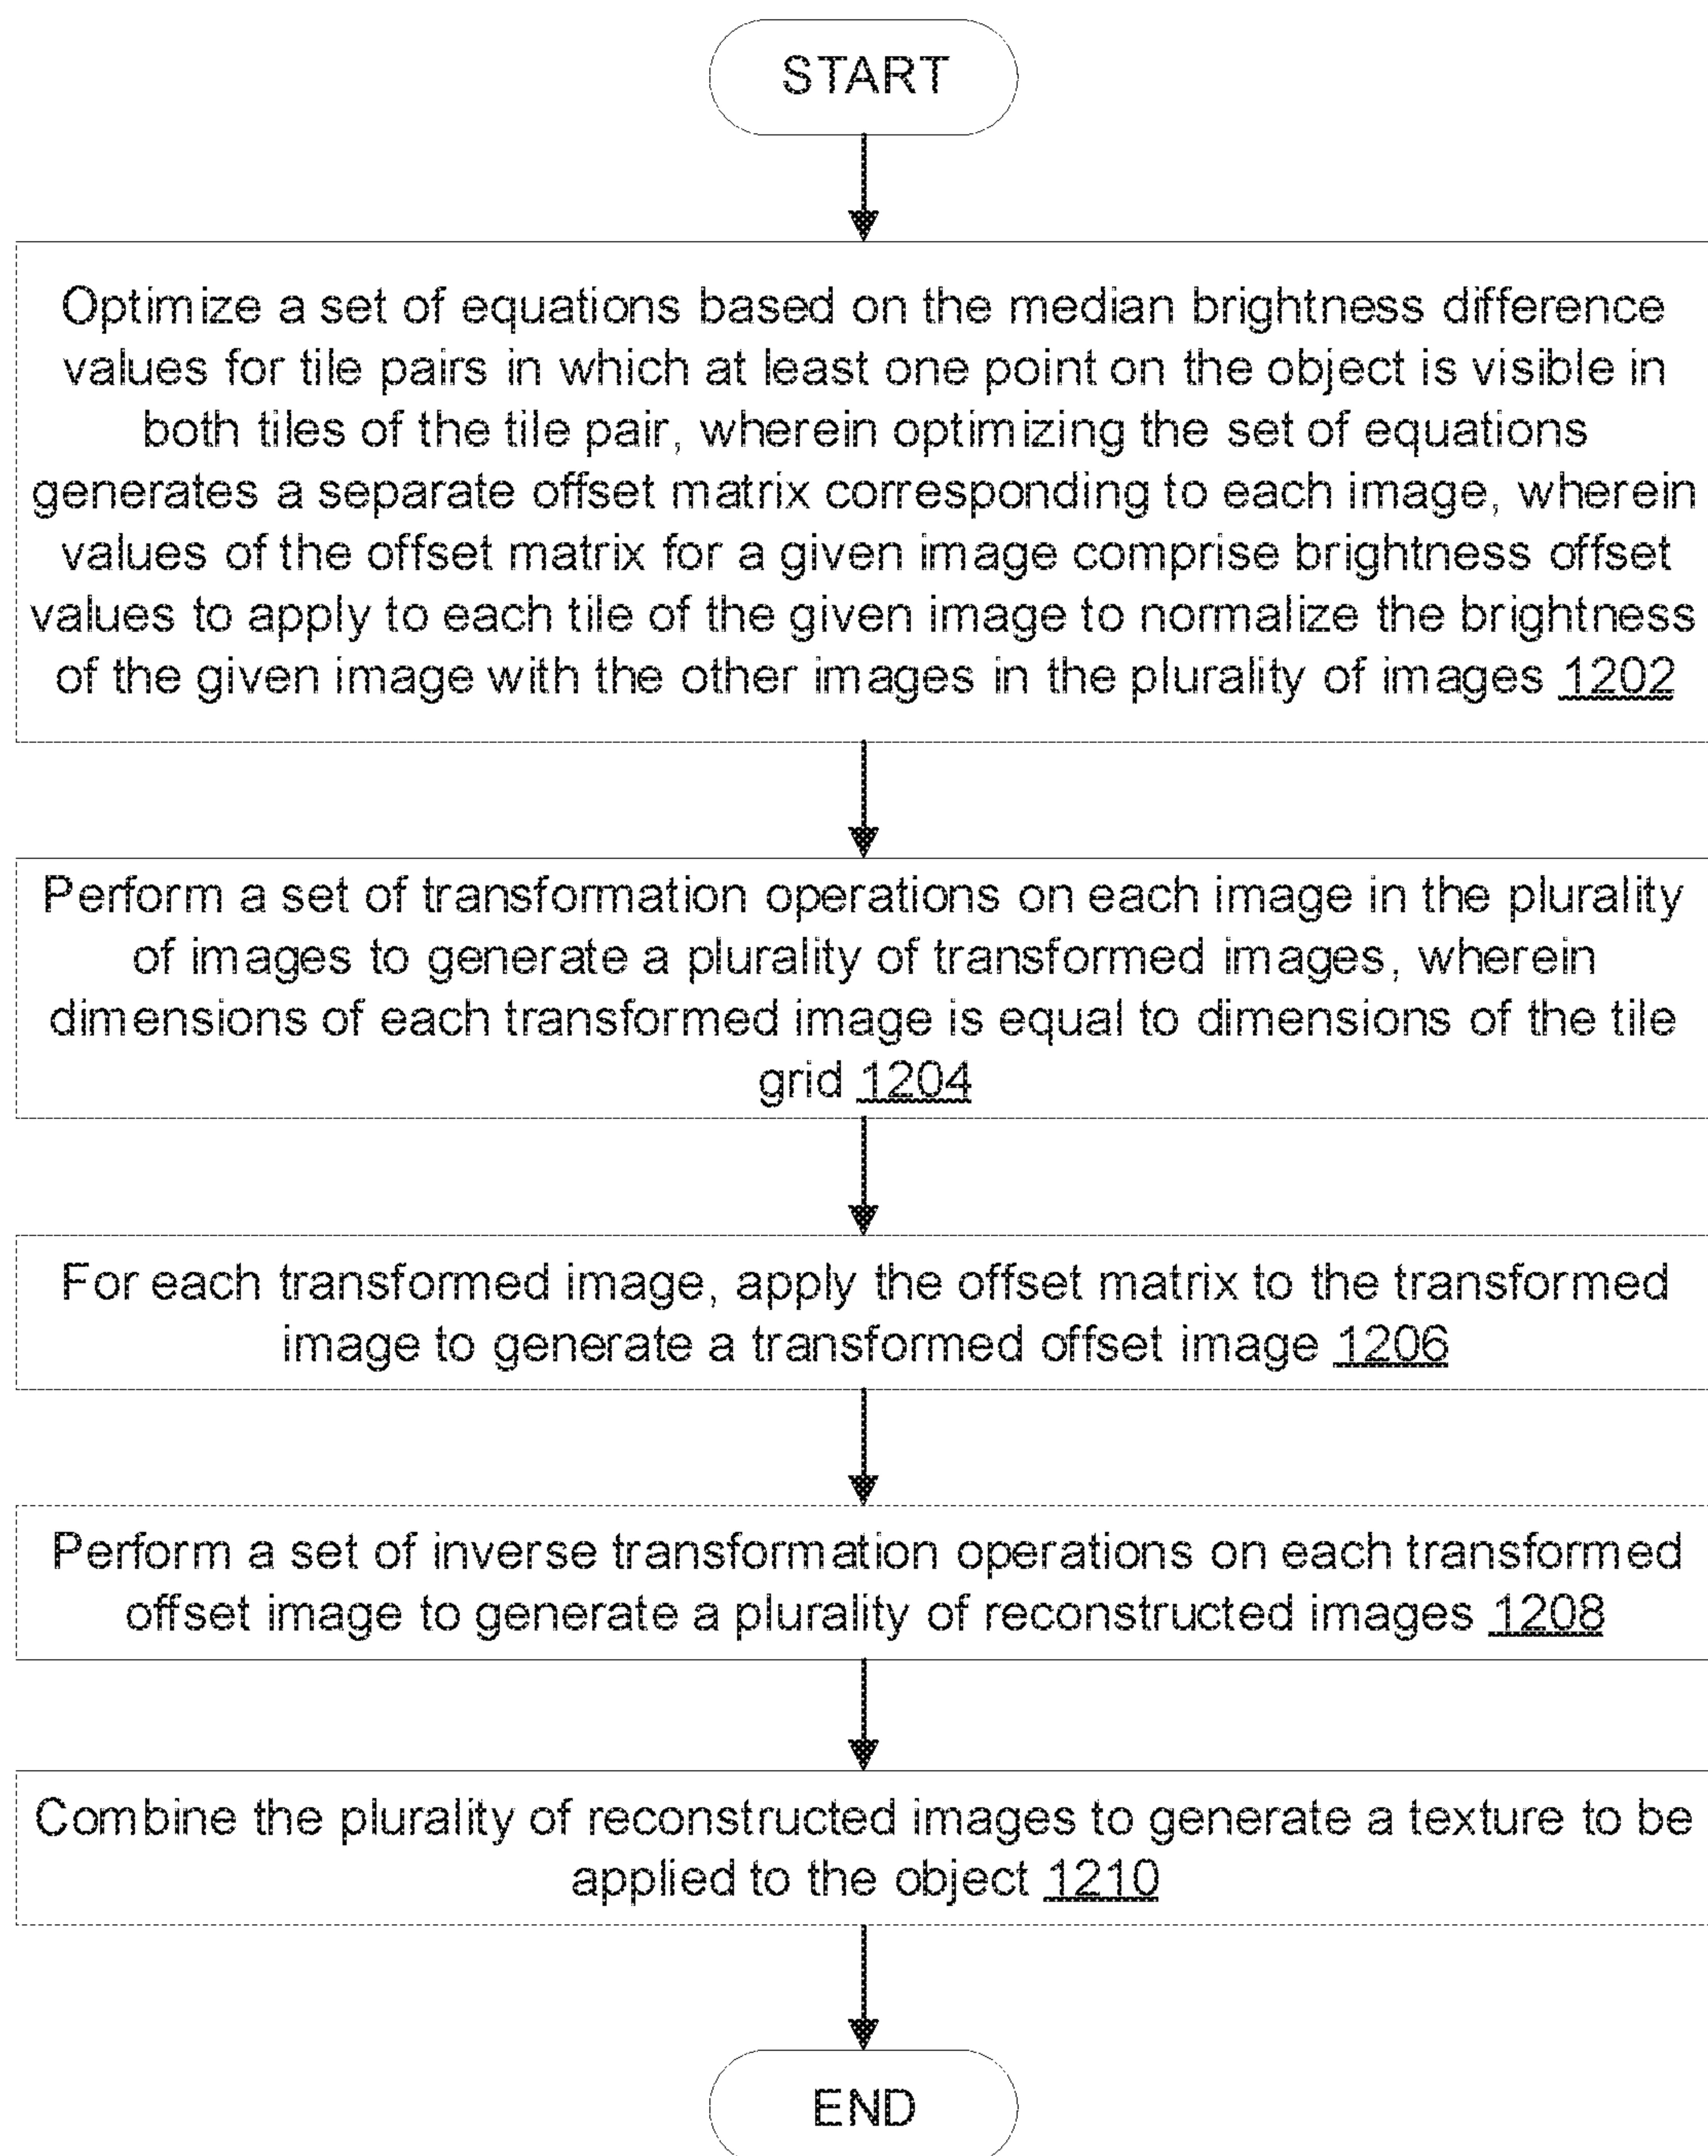 START
Optimize a set of equations based on the median brightness difference
values for tile pairs in which at least one point on the object is visible in
both tiles of the tile pair, wherein optimizing the set of equations
generates a separate offset matrix corresponding to each image, wherein
values of the offset matrix for a given image comprise brightness offset
values to apply to each tile of the given image to normalize the brightness
of the given image with the other images in the plurality of images 1202
Perform a set of transformation operations on each image in the plurality
of images to generate a plurality of transformed images, wherein
dimensions of each transformed image is equal to dimensions of the tile
grid 1204
For each transformed image, apply the offset matrix to the transformed
image to generate a transformed offset image 1206
Perform a set of inverse transformation operations on each transformed
offset image to generate a plurality of reconstructed images 1208
Combine the plurality of reconstructed images to generate a texture to be
applied to the object 1210
END